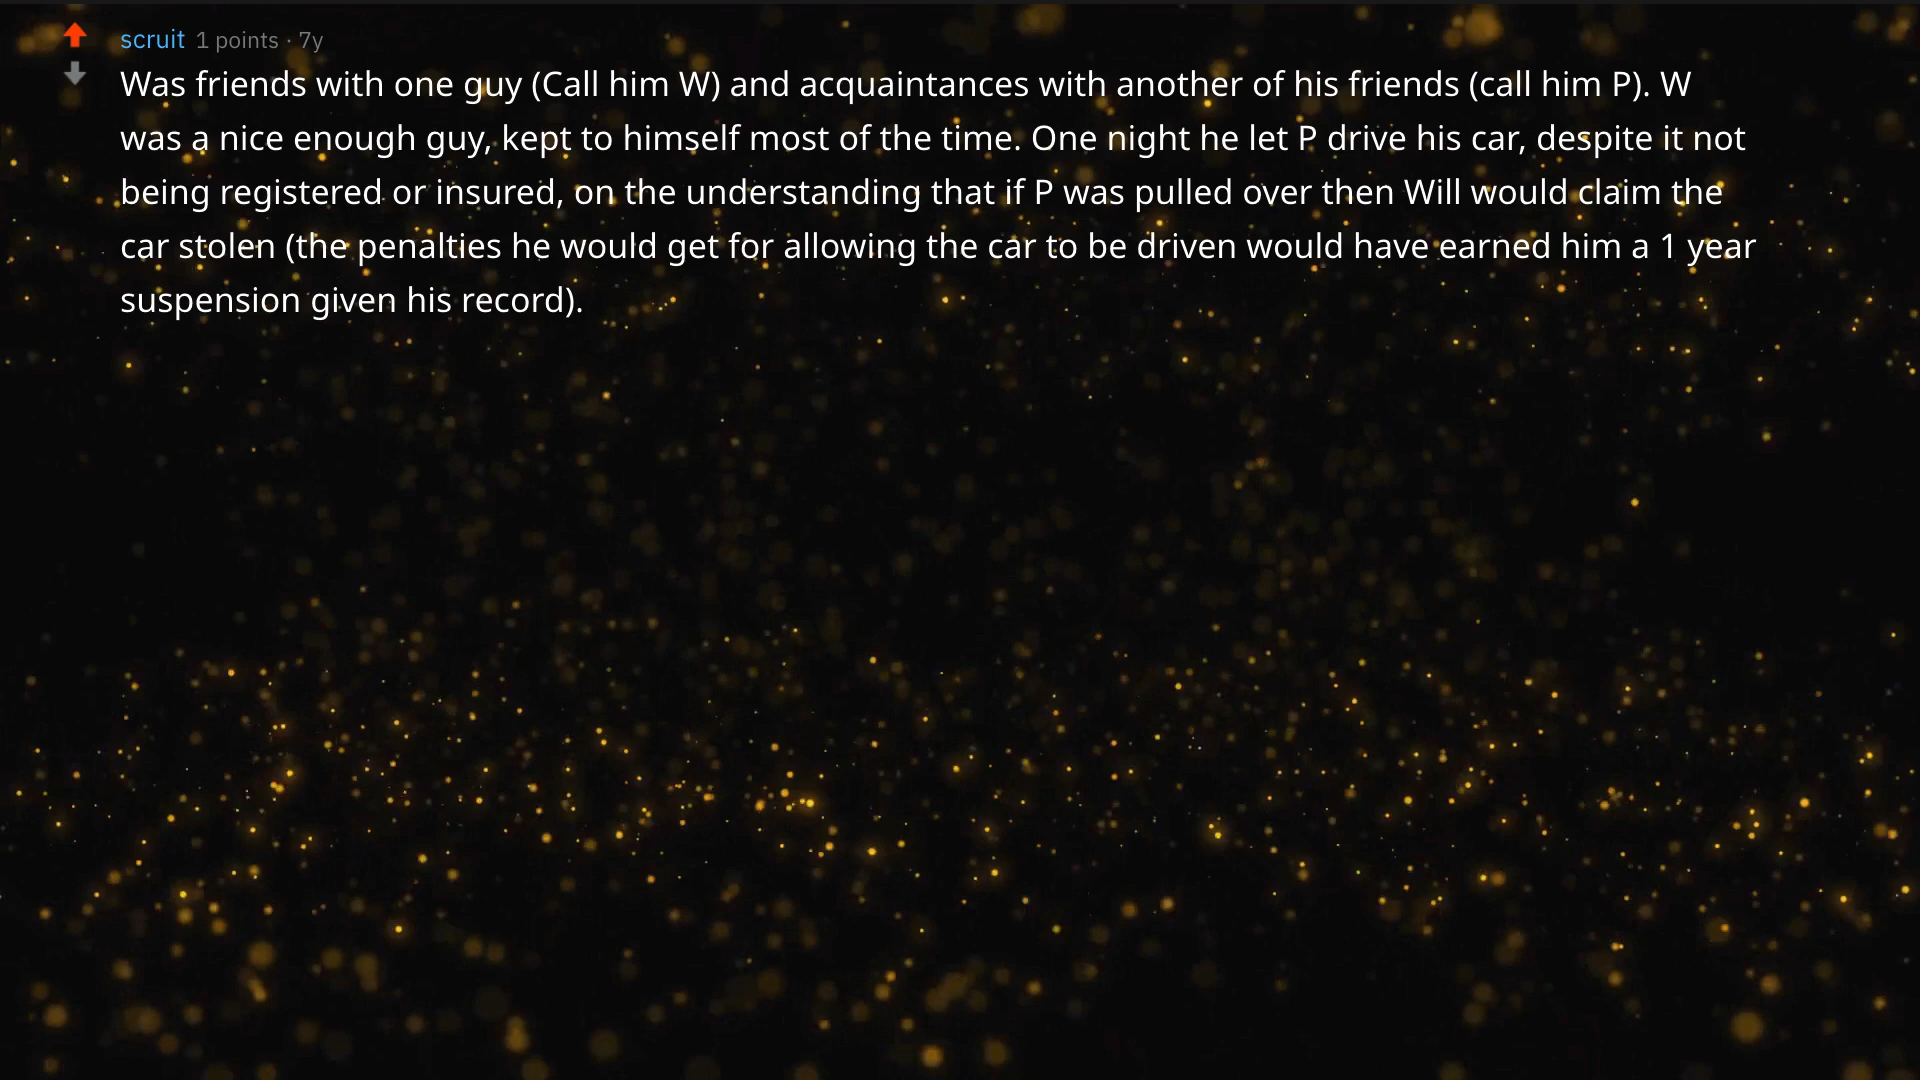 scruit 1 points · 7y
Was friends with one guy (Call him W) and acquaintances with another of his friends (call him P). W
was a nice enough guy, kept to himself most of the time. One night he let P drive his car, despite it not
being registered or insured, on the understanding that if P was pulled over then Will would claim the
car stolen (the penalties he would get for allowing the car to be driven would have earned him a 1 year
suspension given his record).